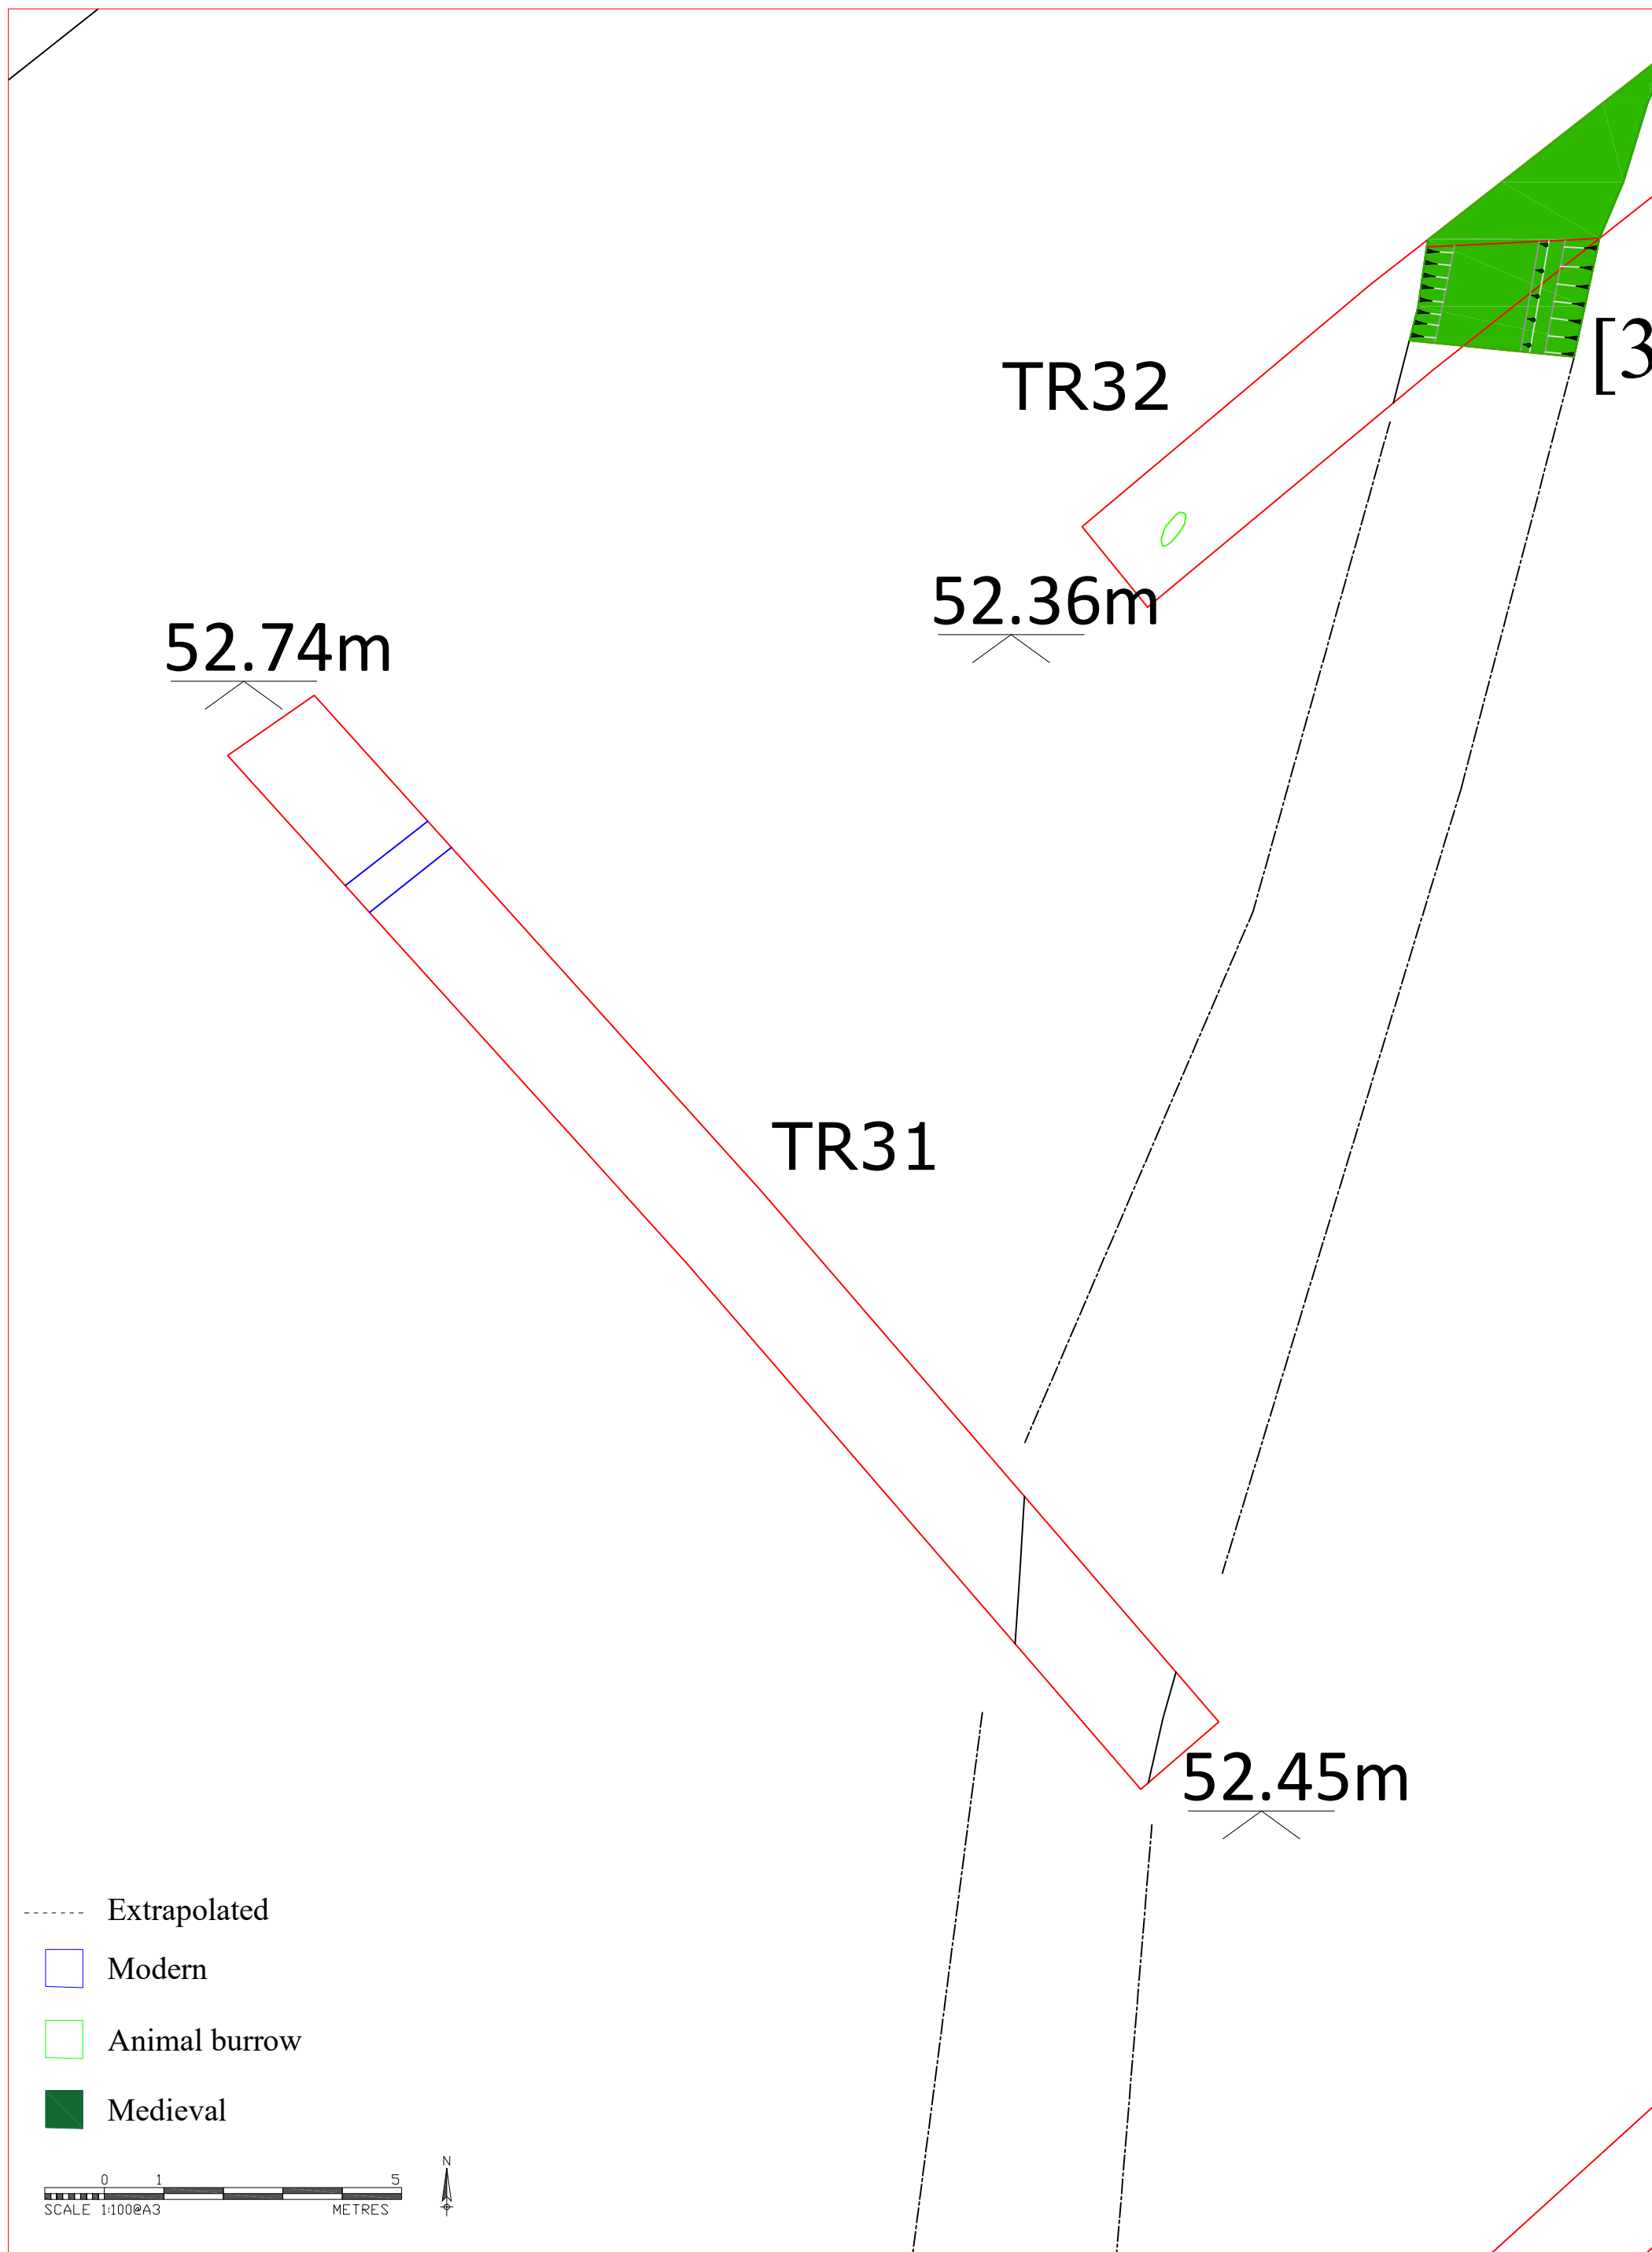 [3
TR32
52.36m
52.74m
TR31
52.45m
Extrapolated
Modern
Animal burrow
Medieval
N
0 1 5
SCALE 1:100@A3 METRES